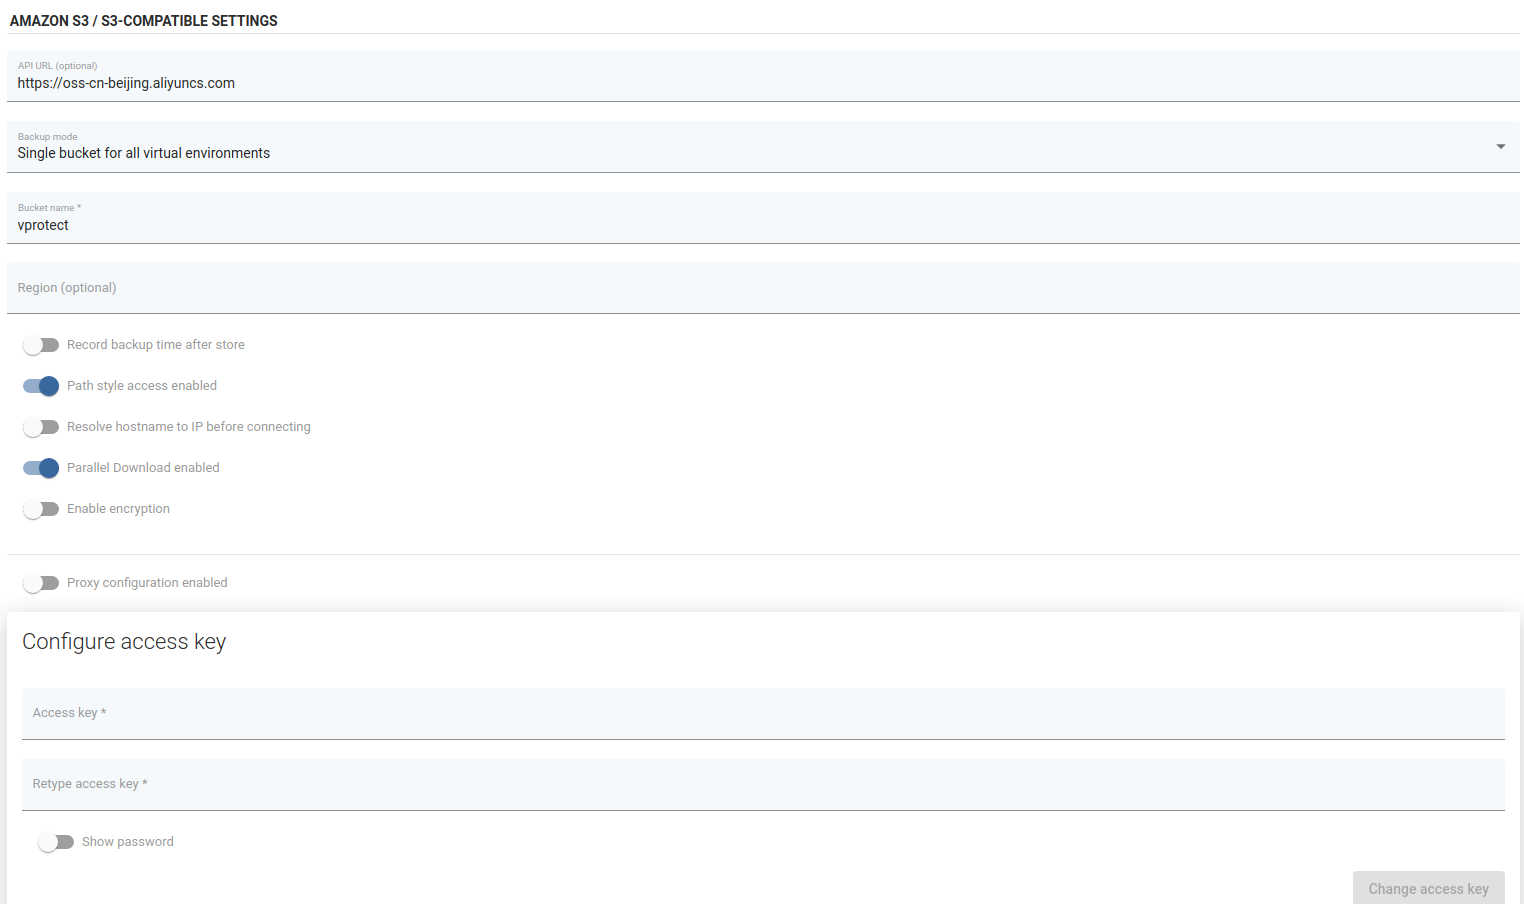 AMAZON S3 / S3-COMPATIBLE SETTINGS
API URL (optional)
https://oss-cn-beijing.aliyuncs.com
Backup mode
Single bucket for all virtual environments
Bucket name *
vprotect
Region (optional)
Record backup time after store
Path style access enabled
Resolve hostname to IP before connecting
Parallel Download enabled
Enable encryption
Proxy configuration enabled
Configure access key
Access key *
Retype access key *
Show password
Change access key